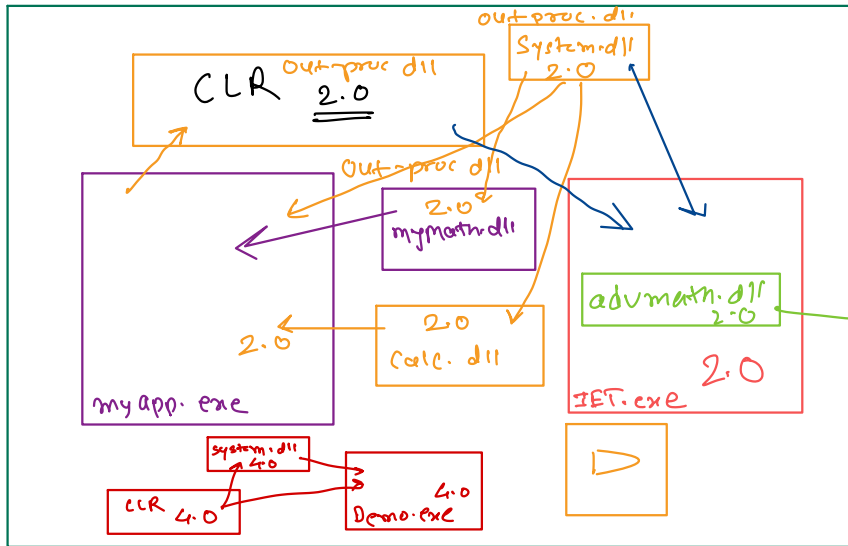 out-proc.dll
System.dll
2.0
CLR
out-proc dll
2.0
out-proc dll
2.0
mymath.dll
2.0
calc.dll
2.0
myapp.exe
advmath.dll
2.0
2.0
IET.exe
system.dll
4.0
CLR 4.0
4.0
Demo.exe
D